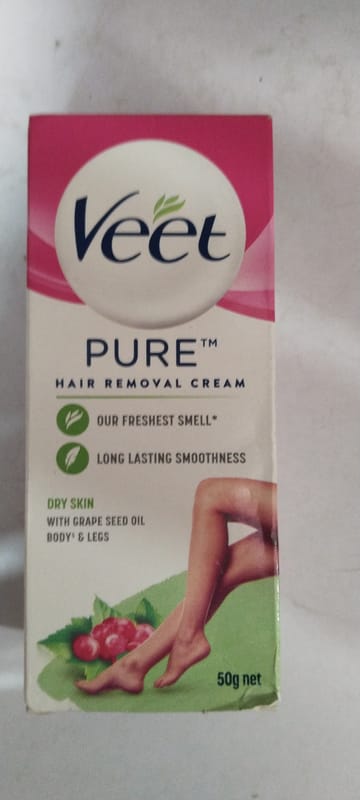 Veet
PURE™
HAIR REMOVAL CREAM
OUR FRESHEST SMELL*
LONG LASTING SMOOTHNESS
DRY SKIN
WITH GRAPE SEED OIL
BODY¹ & LEGS
50g net